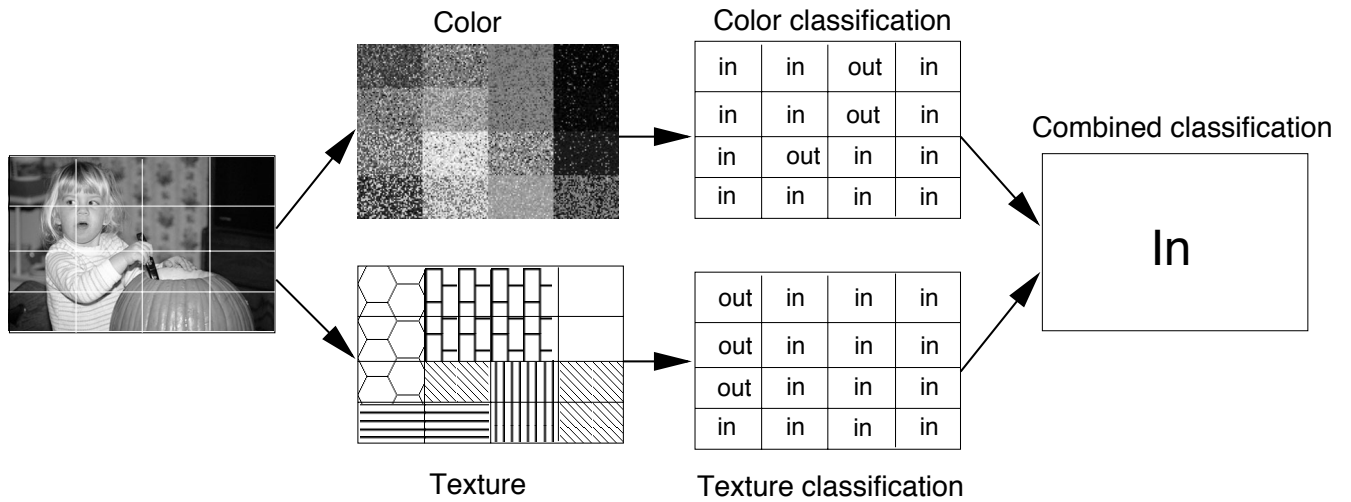 Color
Color classification
in in out in
in in out in
in out in in
in in in in
Combined classification
In
out in in in
out in in in
out in in in
in in in in
Texture
Texture classification